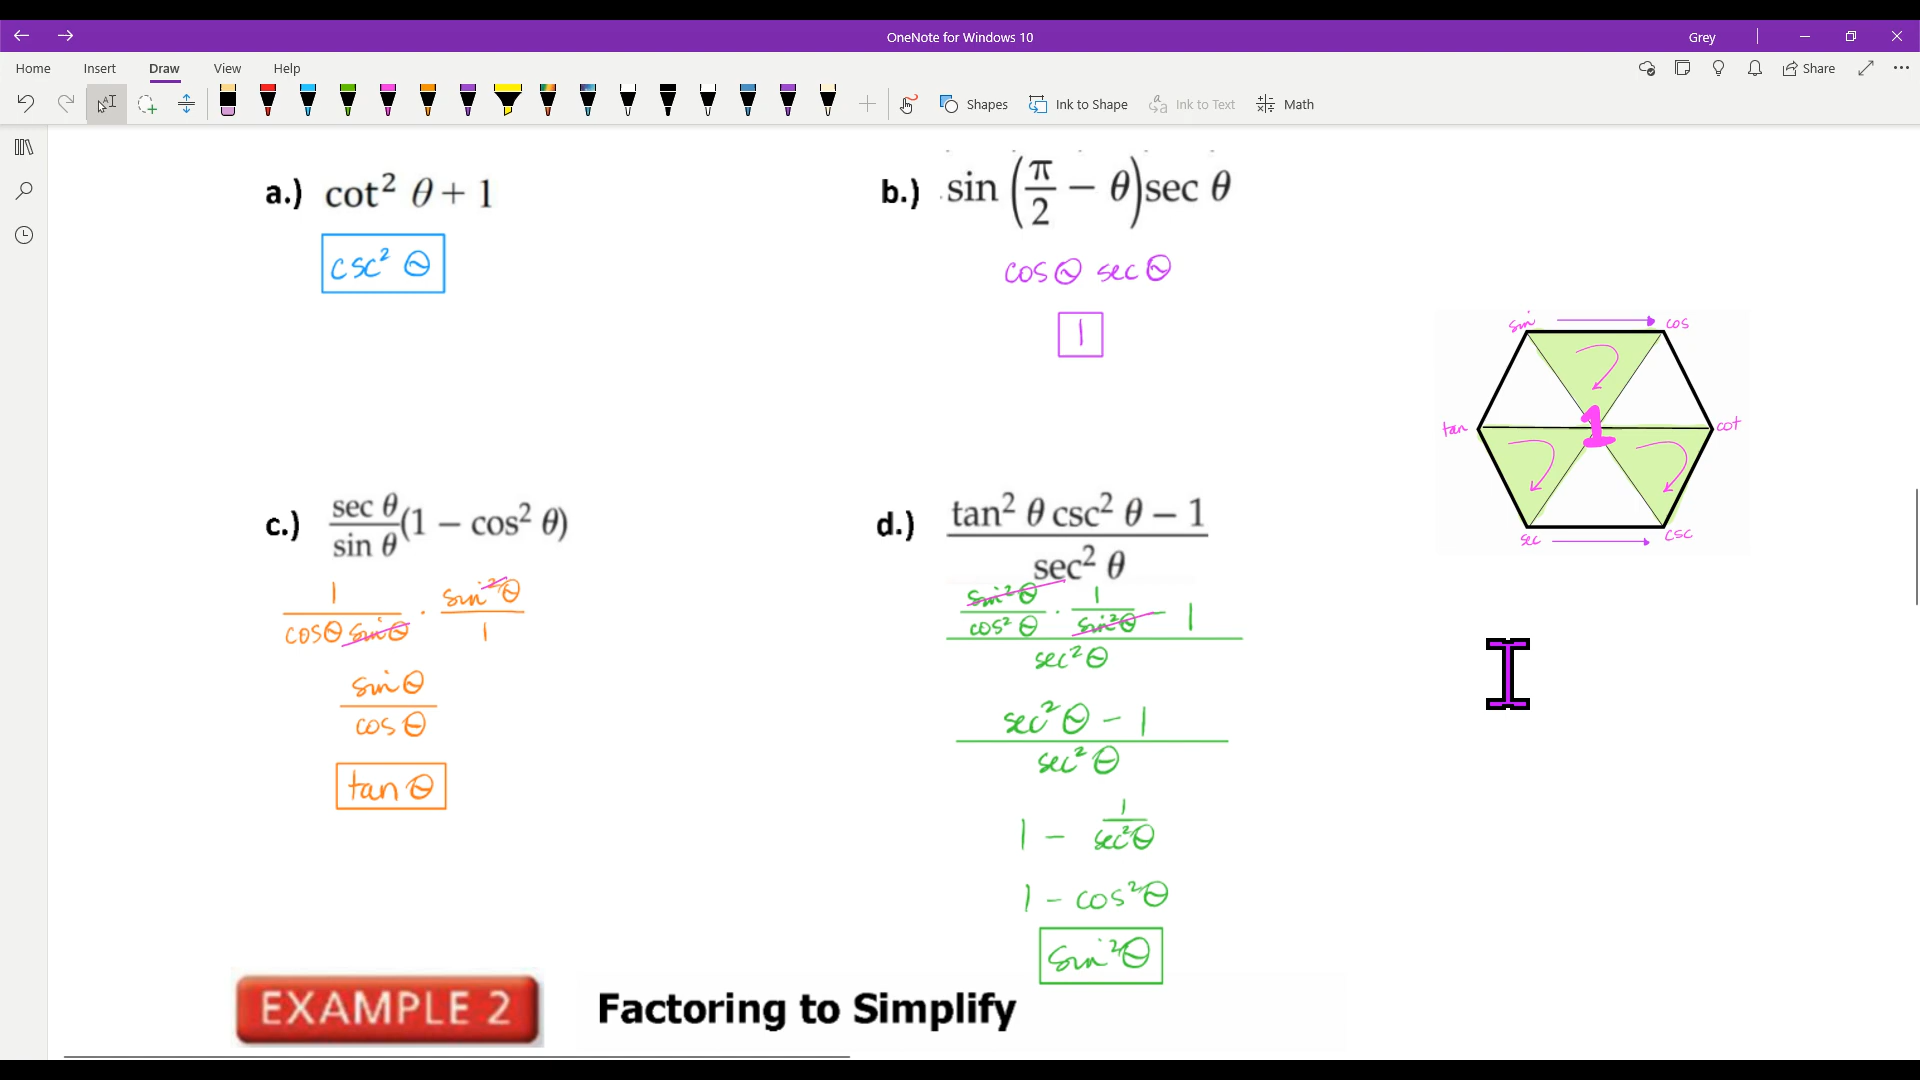 OneNote for Windows 10
Grey
Home Insert Draw View Help
Share
Shapes Ink to Shape Ink to Text Math
a.) cot² θ + 1
csc² θ
b.) sin (π/2 − θ) sec θ
cos θ sec θ
1
sin cos
tan 1 cot
sec csc
c.) sec θ / sin θ (1 − cos² θ)
1 / cos θ sin θ · sin² θ / 1
sin θ / cos θ
tan θ
d.) tan² θ csc² θ − 1 / sec² θ
sin² θ / cos² θ · 1 / sin² θ − 1
sec² θ
sec² θ − 1
sec² θ
1 − 1 / sec² θ
1 − cos² θ
sin² θ
EXAMPLE 2 Factoring to Simplify